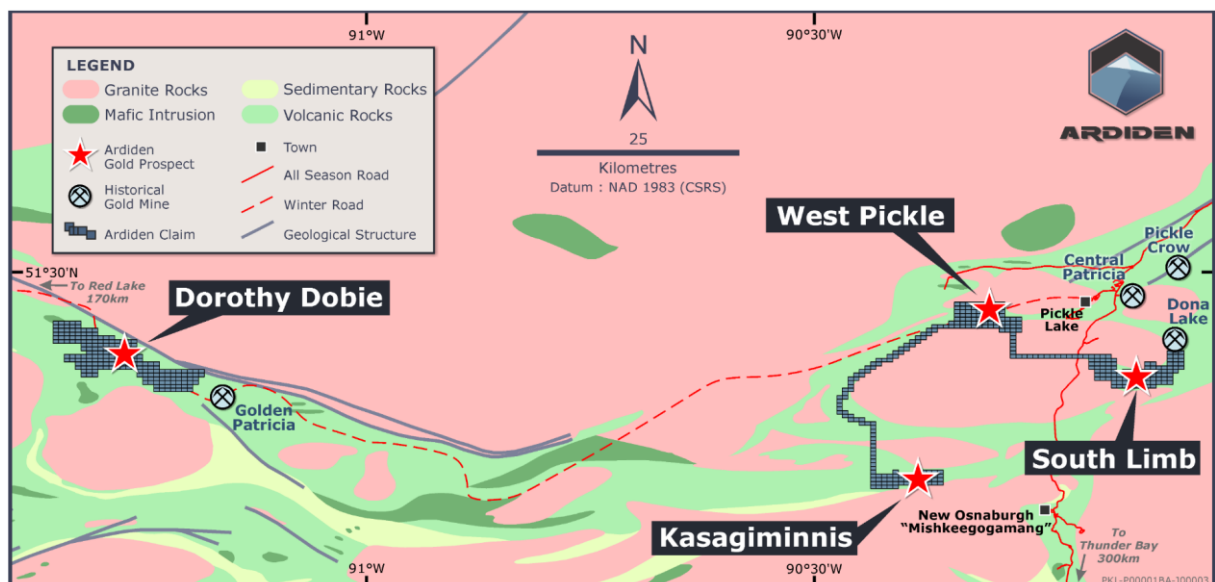 91°W
90°30'W
LEGEND
Granite Rocks
Sedimentary Rocks
Mafic Intrusion
Volcanic Rocks
Ardiden
Gold Prospect
Town
All Season Road
Historical
Gold Mine
Winter Road
Ardiden Claim
Geological Structure
25
Kilometres
Datum : NAD 1983 (CSRS)
ARDIDEN
West Pickle
Pickle
Crow
Central
Patricia
51°30'N
To Red Lake
170km
Dorothy Dobie
Pickle
Lake
Dona
Lake
Golden
Patricia
South Limb
Kasagiminnis
New Osnaburgh
"Mishkeegogamang"
To
Thunder Bay
300km
91°W
90°30'W
PKL-P00001BA-J00003